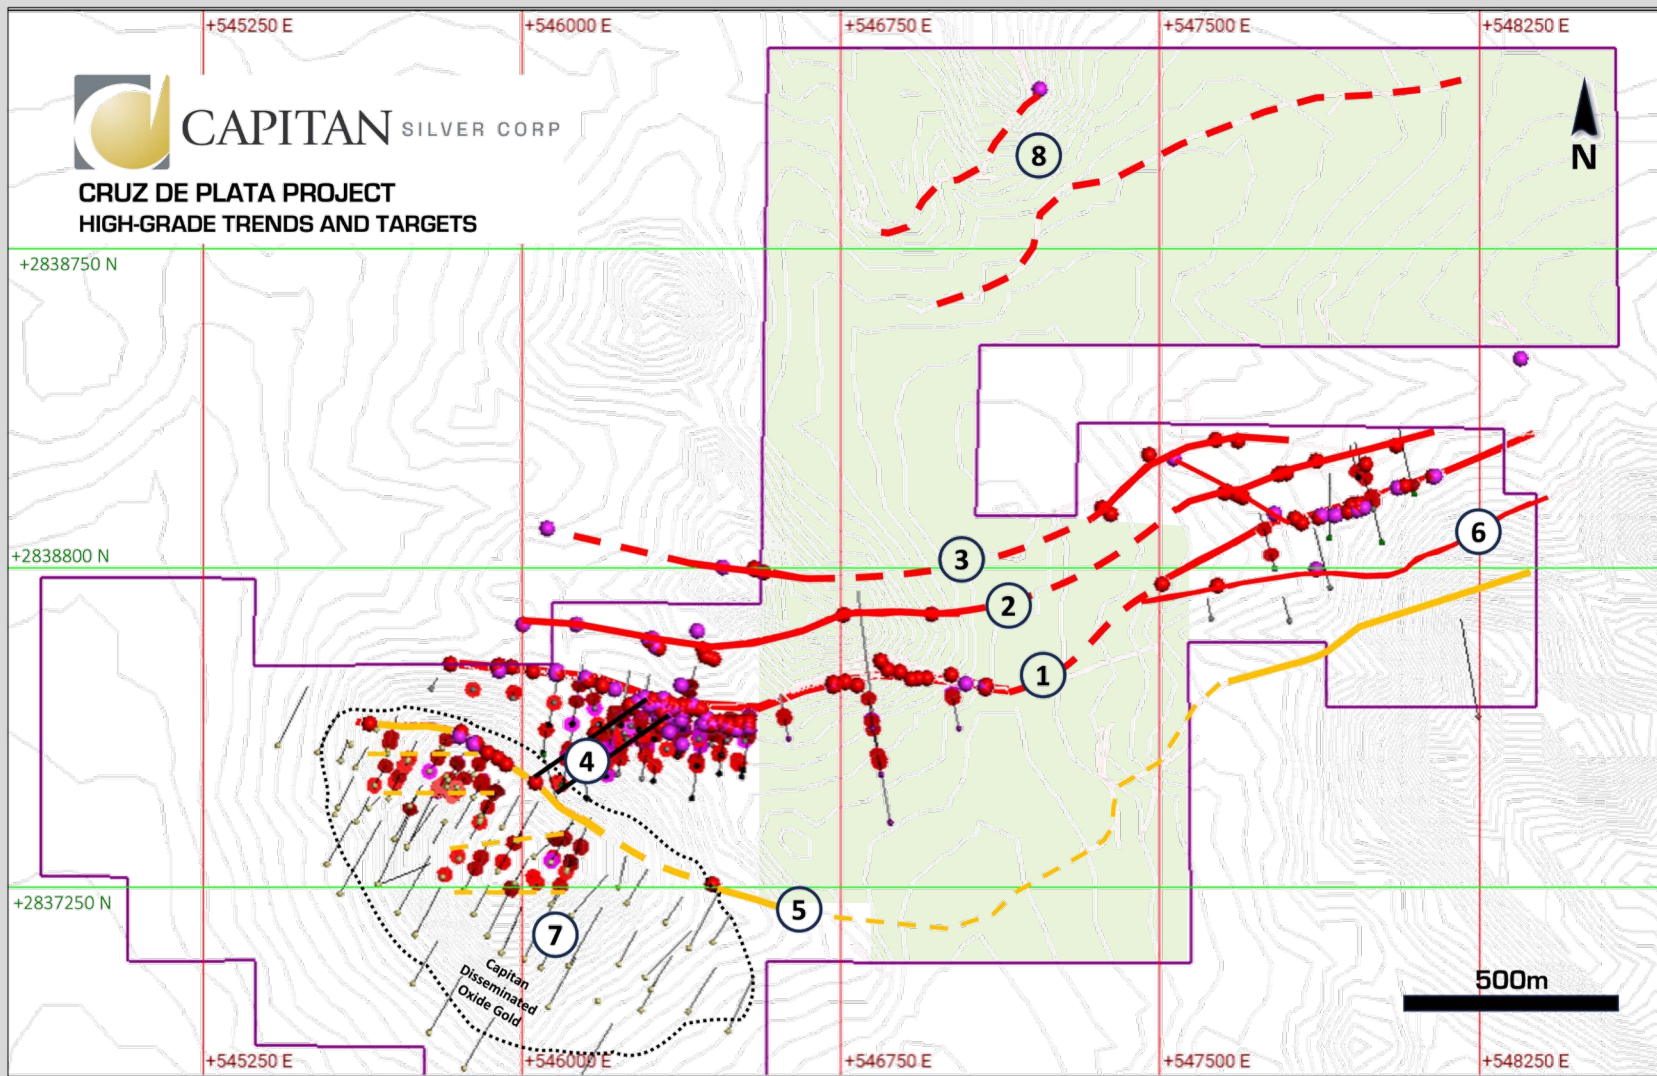 +545250 E
+546000 E
+546750 E
+547500 E
+548250 E
CAPITAN SILVER CORP
CRUZ DE PLATA PROJECT
HIGH-GRADE TRENDS AND TARGETS
N
8
+2838750 N
+2838800 N
3
6
2
1
4
+2837250 N
5
7
Capitan
Disseminated
Oxide Gold
500m
+545250 E
+546000 E
+546750 E
+547500 E
+548250 E